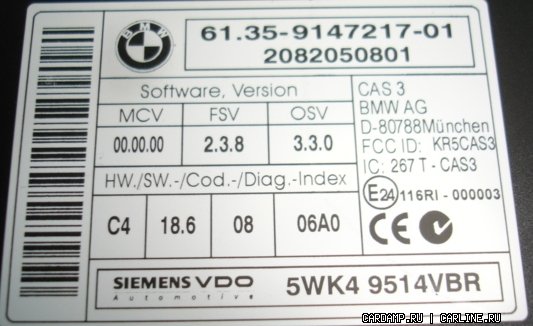 BMW
61.35-9147217-01
2082050801
Software, Version
MCV FSV OSV
00.00.00 2.3.8 3.3.0
HW./SW.-/Cod.-/Diag.-Index
C4 18.6 08 06A0
CAS 3
BMW AG
D-80788München
FCC ID: KR5CAS3
IC: 267 T - CAS3
E24 116RI - 000003
CE N
SIEMENS VDO
Automotive
5WK4 9514VBR
CARDAMP.RU | CARLINE.RU